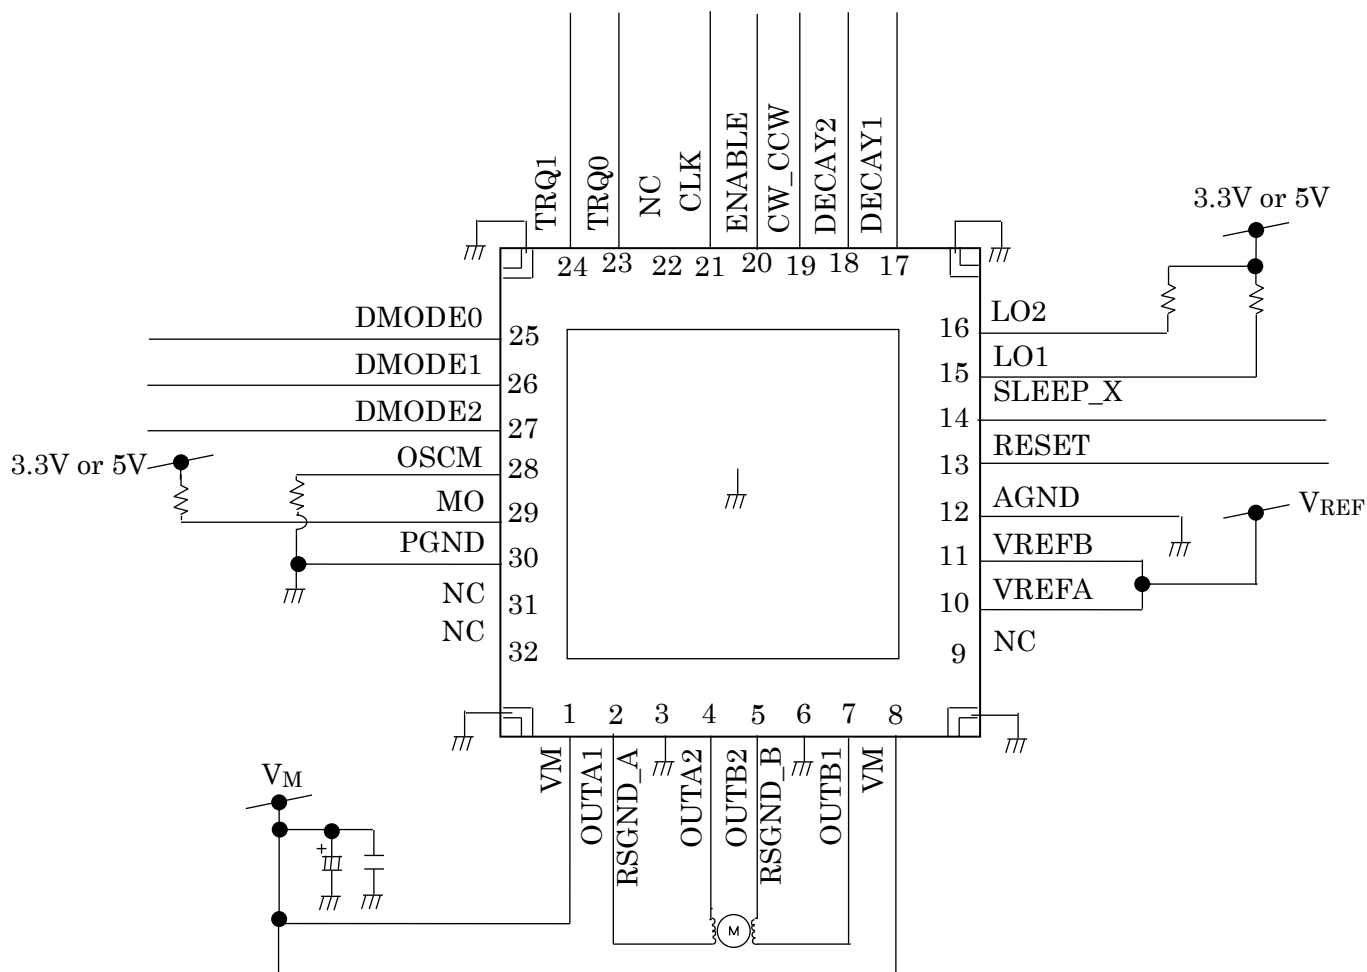 TRQ1
TRQ0
NC
CLK
ENABLE
CW_CCW
DECAY2
DECAY1
24
23
22
21
20
19
18
17
3.3V or 5V
DMODE0
25
DMODE1
26
DMODE2
27
3.3V or 5V
OSCM
28
MO
29
PGND
30
NC
31
NC
32
16
LO2
15
LO1
SLEEP_X
14
13
RESET
12
AGND
VREF
11
VREFB
10
VREFA
9
NC
1
2
3
4
5
6
7
8
VM
OUTA1
RSGND_A
OUTA2
OUTB2
RSGND_B
OUTB1
VM
VM
+
M